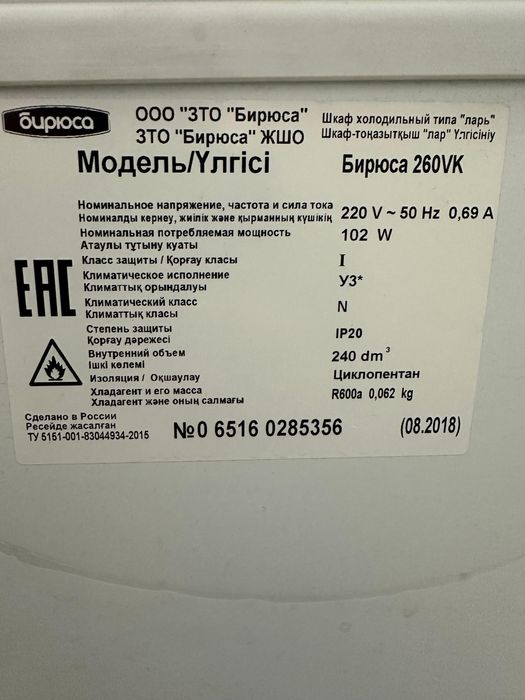 бирюса
ООО "ЗТО "Бирюса"
ЗТО "Бирюса" ЖШО
Шкаф холодильный типа "ларь"
Шкаф-тоңазытқыш "лар" Үлгісініү
Модель/Үлгісі Бирюса 260VK
Номинальное напряжение, частота и сила тока
Номиналды кернеу, жиілік және қырманның күшікің
220 V ~ 50 Hz 0,69 А
Номинальная потребляемая мощность
Атаулы тұтыну куаты
102 W
Класс защиты / Қорғау класы I
Климатическое исполнение
Климаттық орындалуы
У3*
Климатический класс
Климаттық класы
N
Степень защиты
Қорғау дәрежесі
IP20
Внутренний объем
Ішкі көлемі
240 dm³
Изоляция / Оқшаулау Циклопентан
Хладагент и его масса
Хладагент және оның салмағы
R600a 0,062 kg
EAC
Сделано в России
Ресейде жасалған
ТУ 5151-001-83044934-2015
№0 6516 0285356 (08.2018)